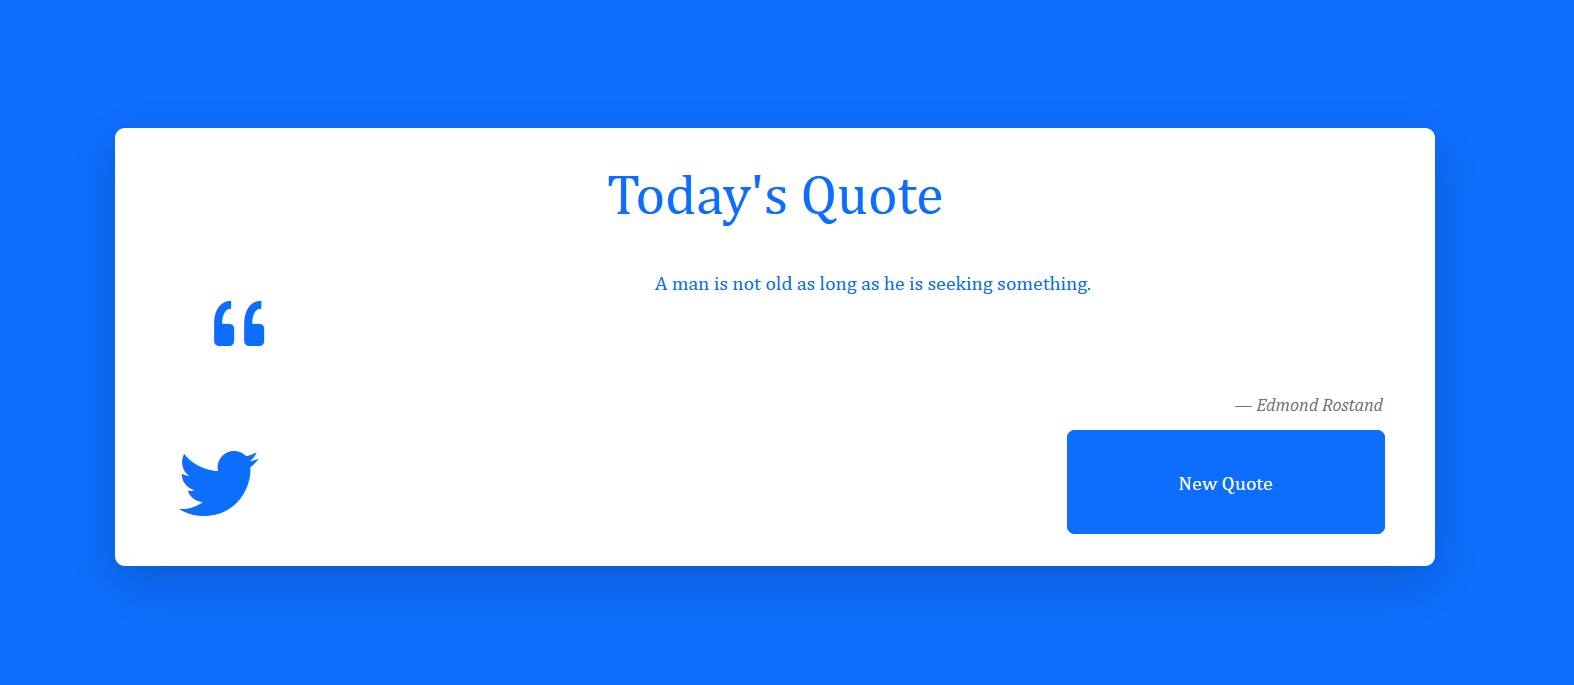 Today's Quote
A man is not old as long as he is seeking something.
— Edmond Rostand
New Quote